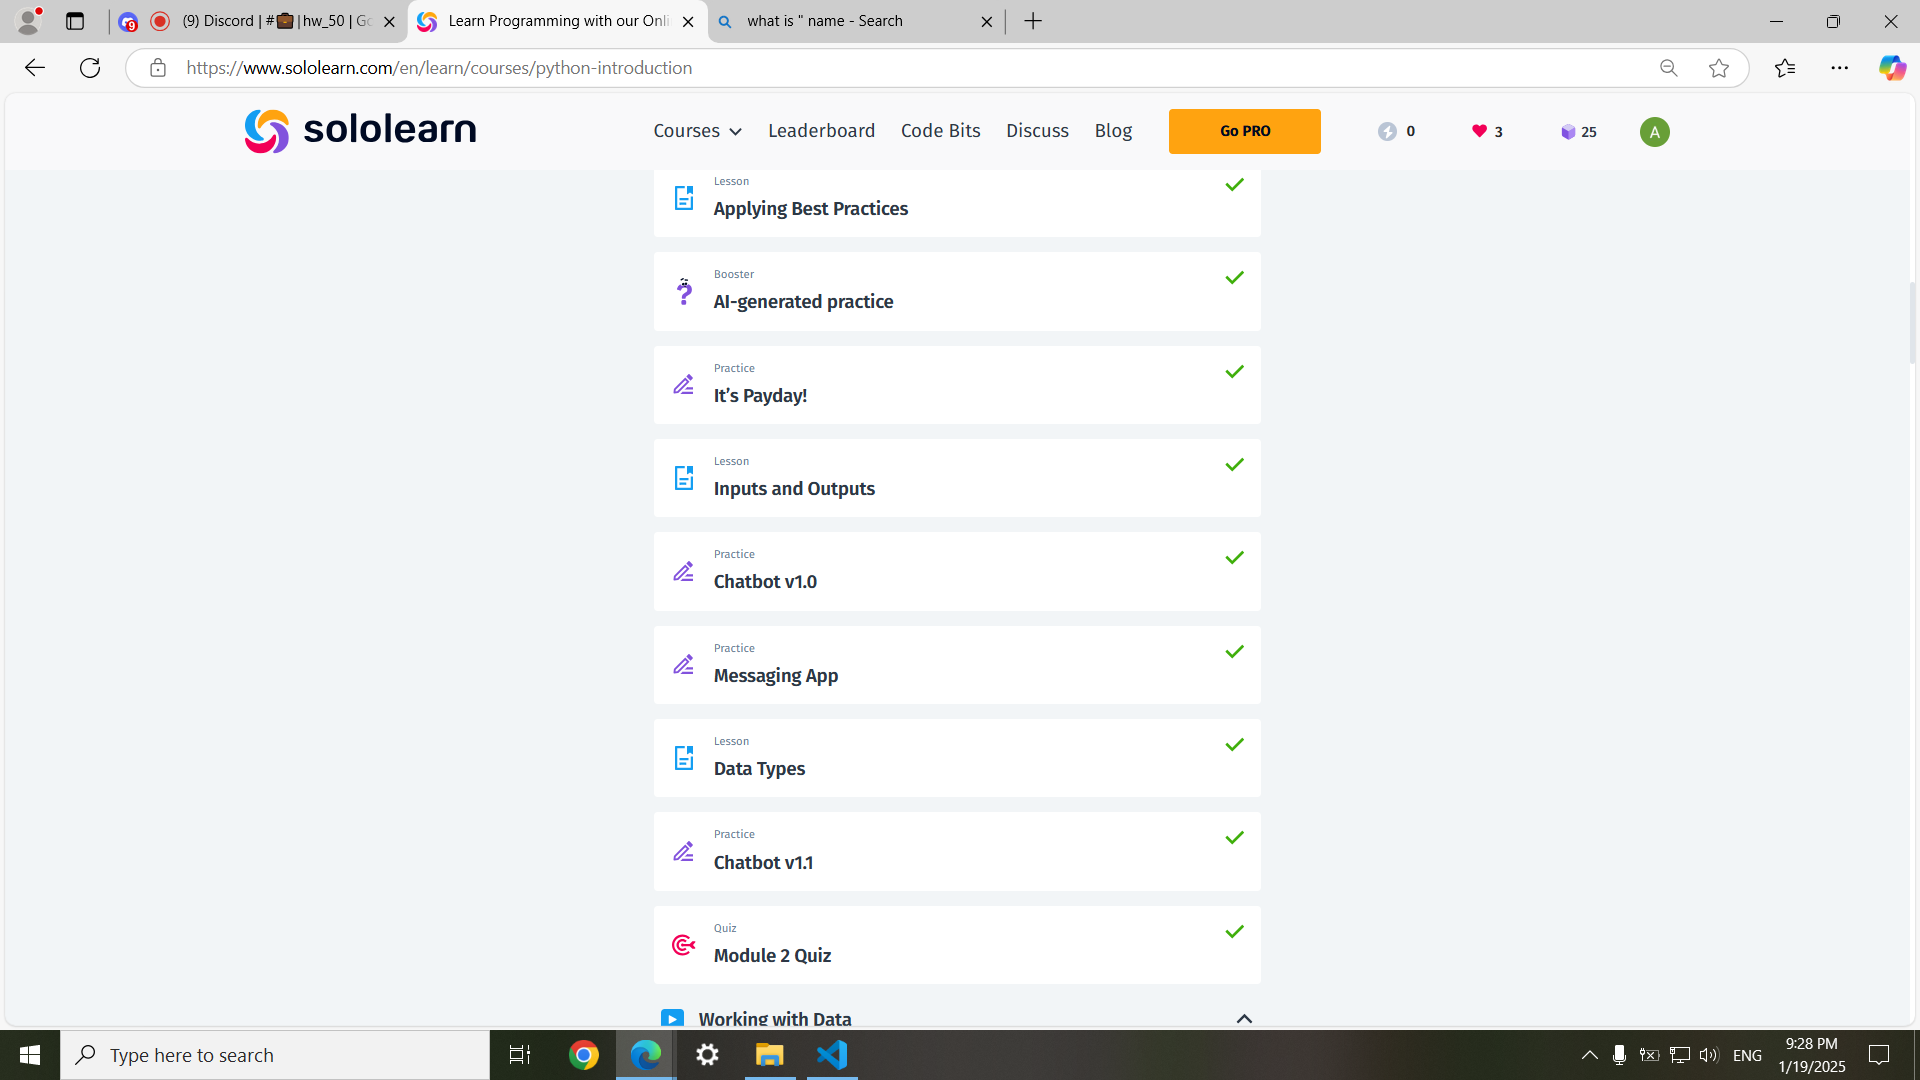 (9) Discord | #💼|hw_50 | Gc
Learn Programming with our Onli
what is " name - Search
9
https://www.sololearn.com/en/learn/courses/python-introduction
sololearn
Courses
Leaderboard
Code Bits
Discuss
Blog
Go PRO
0
3
25
A
Lesson
Applying Best Practices
Booster
AI-generated practice
?
Practice
It's Payday!
Lesson
Inputs and Outputs
Practice
Chatbot v1.0
Practice
Messaging App
Lesson
Data Types
Practice
Chatbot v1.1
Quiz
Module 2 Quiz
Working with Data
Type here to search
ENG
9:28 PM
1/19/2025